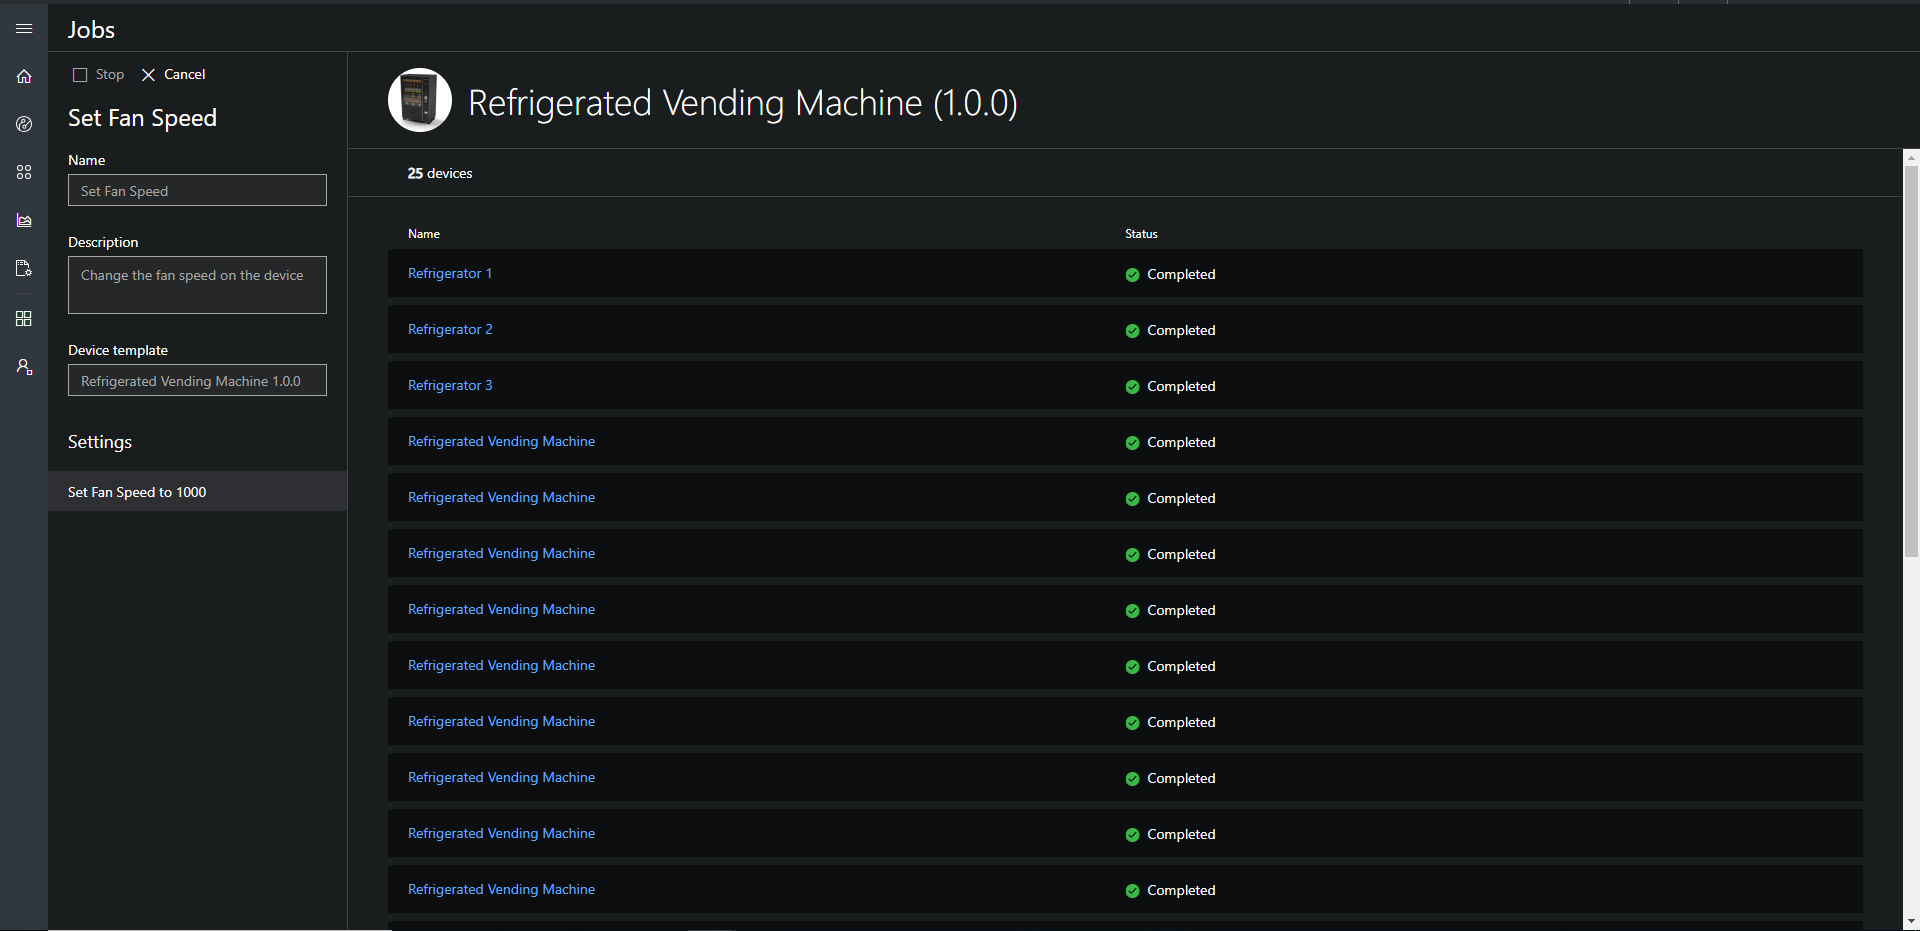 Jobs
Stop Cancel
Set Fan Speed
Name
Set Fan Speed
Description
Change the fan speed on the device
Device template
Refrigerated Vending Machine 1.0.0
Settings
Set Fan Speed to 1000
Refrigerated Vending Machine (1.0.0)
25 devices
Name Status
Refrigerator 1 Completed
Refrigerator 2 Completed
Refrigerator 3 Completed
Refrigerated Vending Machine Completed
Refrigerated Vending Machine Completed
Refrigerated Vending Machine Completed
Refrigerated Vending Machine Completed
Refrigerated Vending Machine Completed
Refrigerated Vending Machine Completed
Refrigerated Vending Machine Completed
Refrigerated Vending Machine Completed
Refrigerated Vending Machine Completed